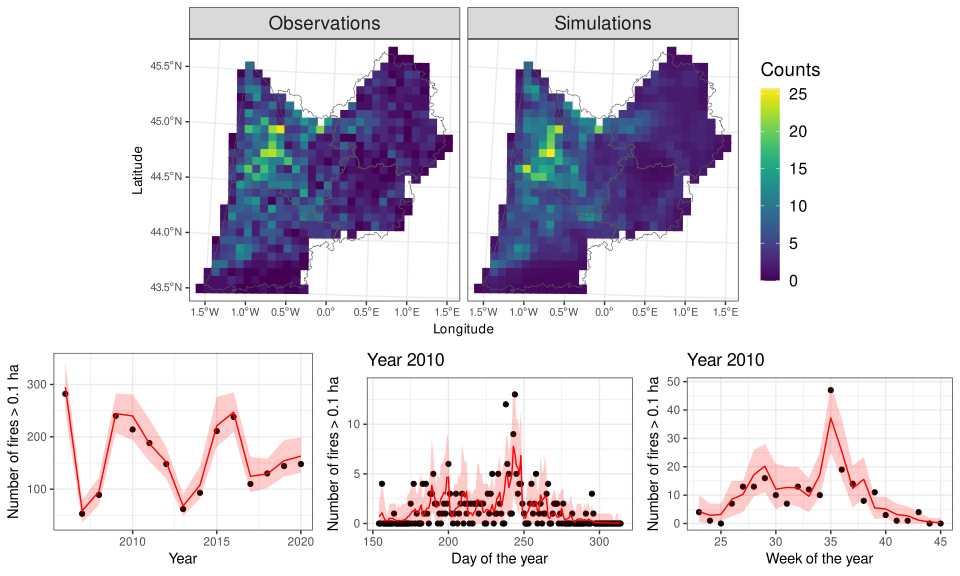 Observations
Simulations
Counts
25
20
15
10
5
0
Latitude
45.5°N
45.0°N
44.5°N
44.0°N
43.5°N
1.5°W 1.0°W 0.5°W 0.0° 0.5°E 1.0°E 1.5°E
1.5°W 1.0°W 0.5°W 0.0° 0.5°E 1.0°E 1.5°E
Longitude
Number of fires > 0.1 ha
300
200
100
2010 2015 2020
Year
Year 2010
Number of fires > 0.1 ha
10
5
0
150 200 250 300
Day of the year
Year 2010
Number of fires > 0.1 ha
50
40
30
20
10
0
25 30 35 40 45
Week of the year